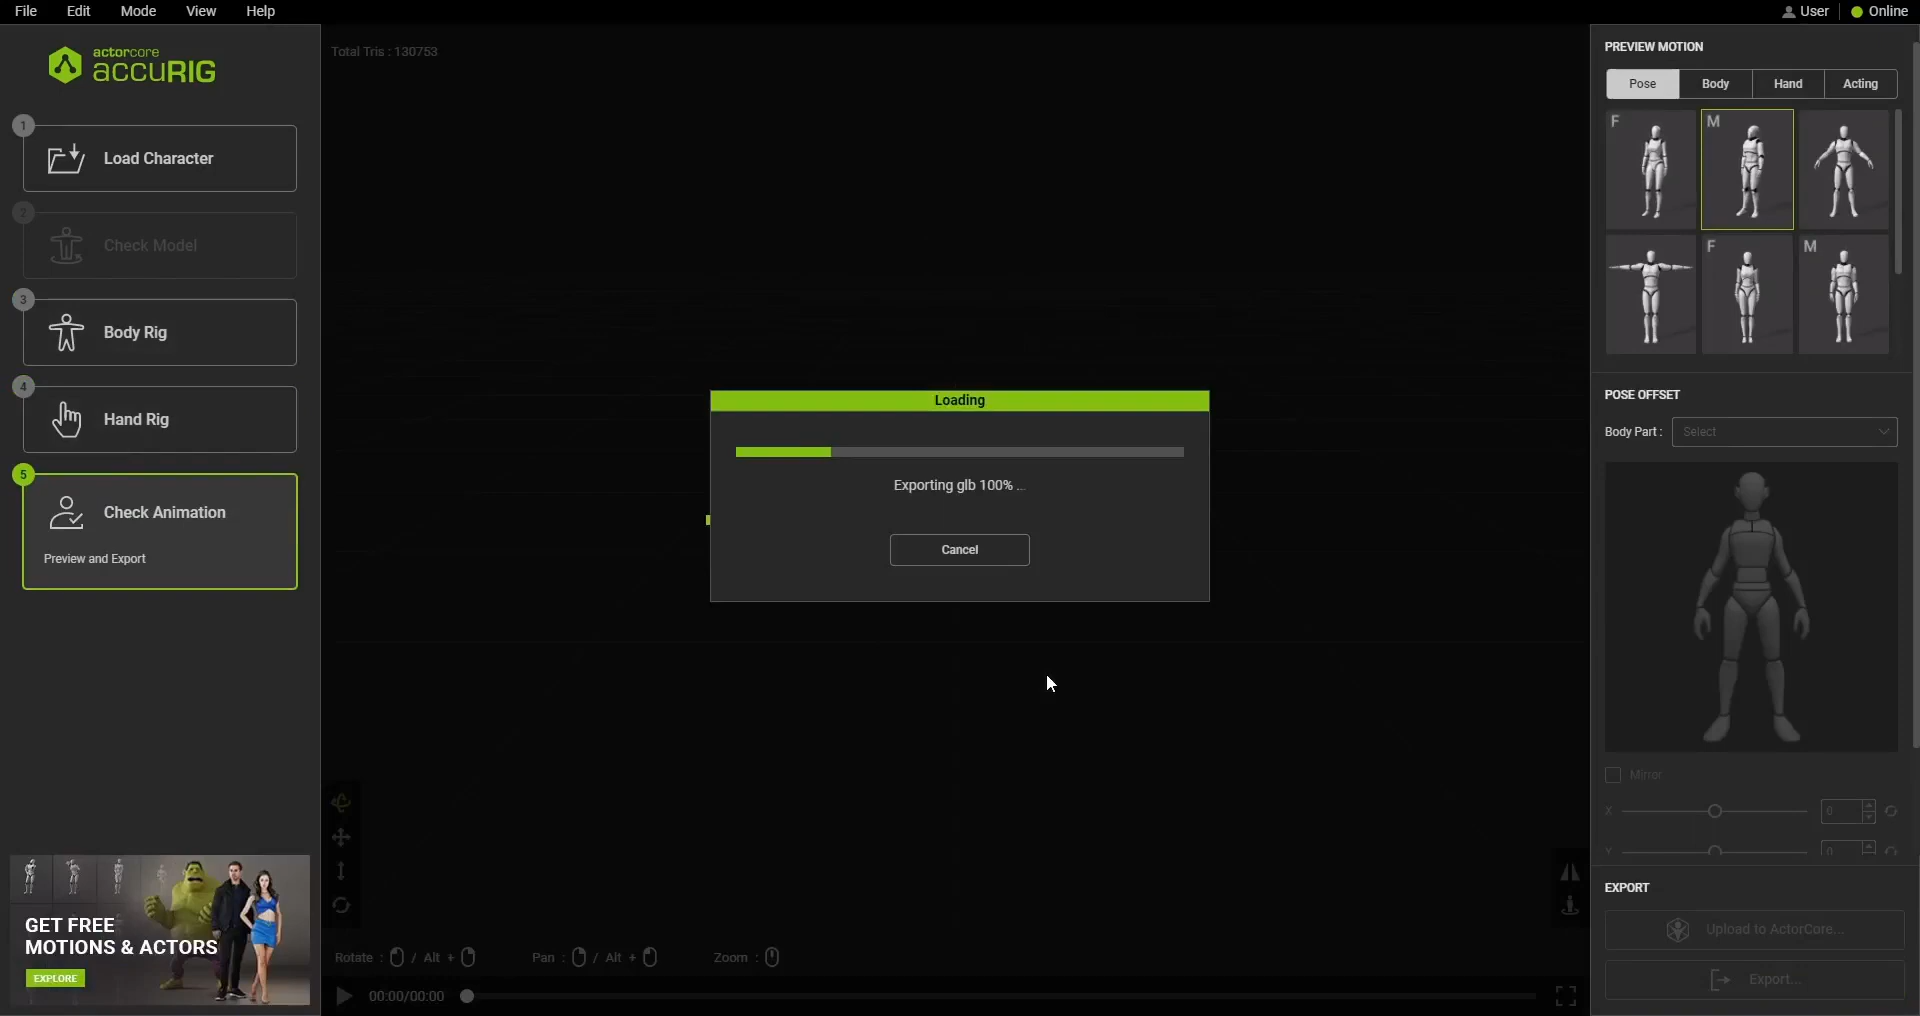 File Edit Mode View Help
User Online
actorcore
accuRIG
1
Load Character
2
Check Model
3
Body Rig
4
Hand Rig
5
Check Animation
Preview and Export
GET FREE
MOTIONS & ACTORS
EXPLORE
Total Tris : 130753
Loading
Exporting glb 100% ...
Cancel
Rotate : / Alt + Pan : / Alt + Zoom :
00:00/00:00
PREVIEW MOTION
Pose Body Hand Acting
F M
F M
POSE OFFSET
Body Part : Select
Mirror
X 0
Y 0
EXPORT
Upload to ActorCore...
Export...